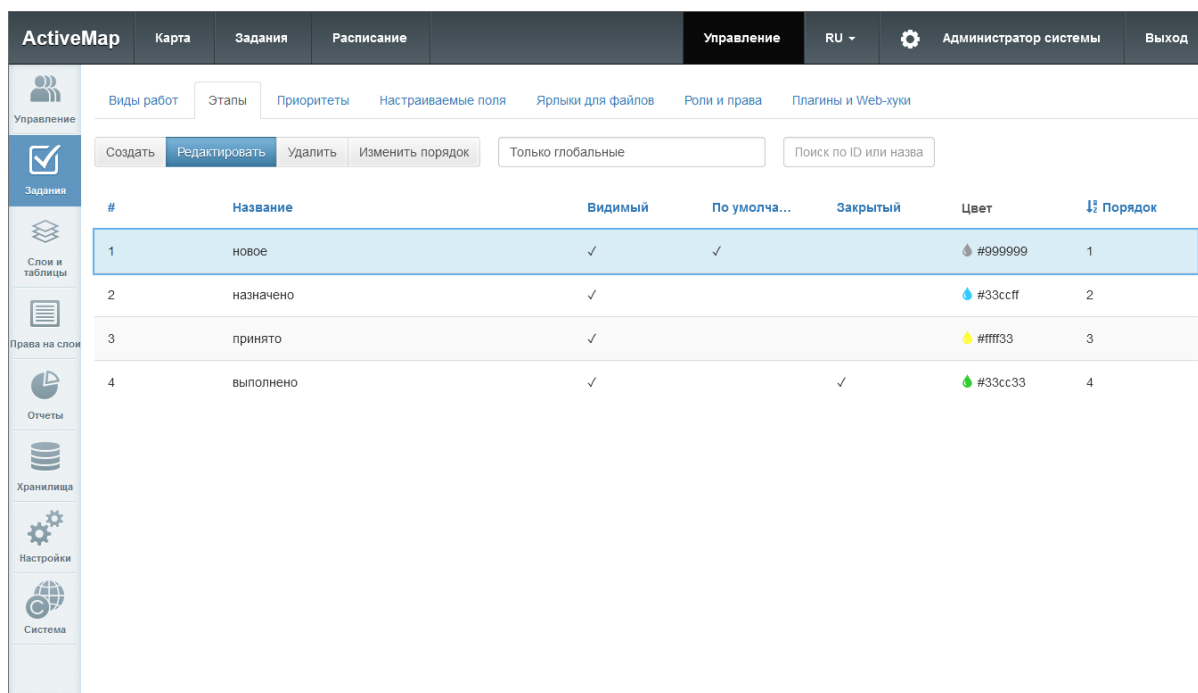 ActiveMap Карта Задания Расписание Управление RU Администратор системы Выход
Управление
Задания
Слои и
таблицы
Права на слои
Отчеты
Хранилища
Настройки
Система
Виды работ Этапы Приоритеты Настраиваемые поля Ярлыки для файлов Роли и права Плагины и Web-хуки
Создать Редактировать Удалить Изменить порядок Только глобальные Поиск по ID или назва
# Название Видимый По умолча... Закрытый Цвет Порядок
1 новое ✓ ✓ #999999 1
2 назначено ✓ #33ccff 2
3 принято ✓ #ffff33 3
4 выполнено ✓ ✓ #33cc33 4